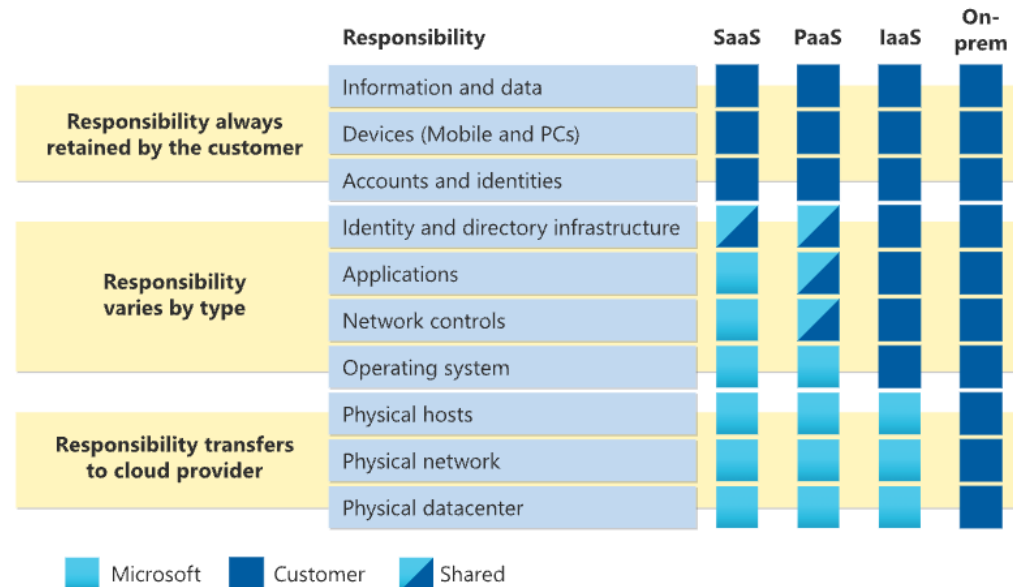 Responsibility
SaaS
PaaS
IaaS
On-
prem
Responsibility always
retained by the customer
Information and data
Devices (Mobile and PCs)
Accounts and identities
Responsibility
varies by type
Identity and directory infrastructure
Applications
Network controls
Operating system
Responsibility transfers
to cloud provider
Physical hosts
Physical network
Physical datacenter
Microsoft
Customer
Shared